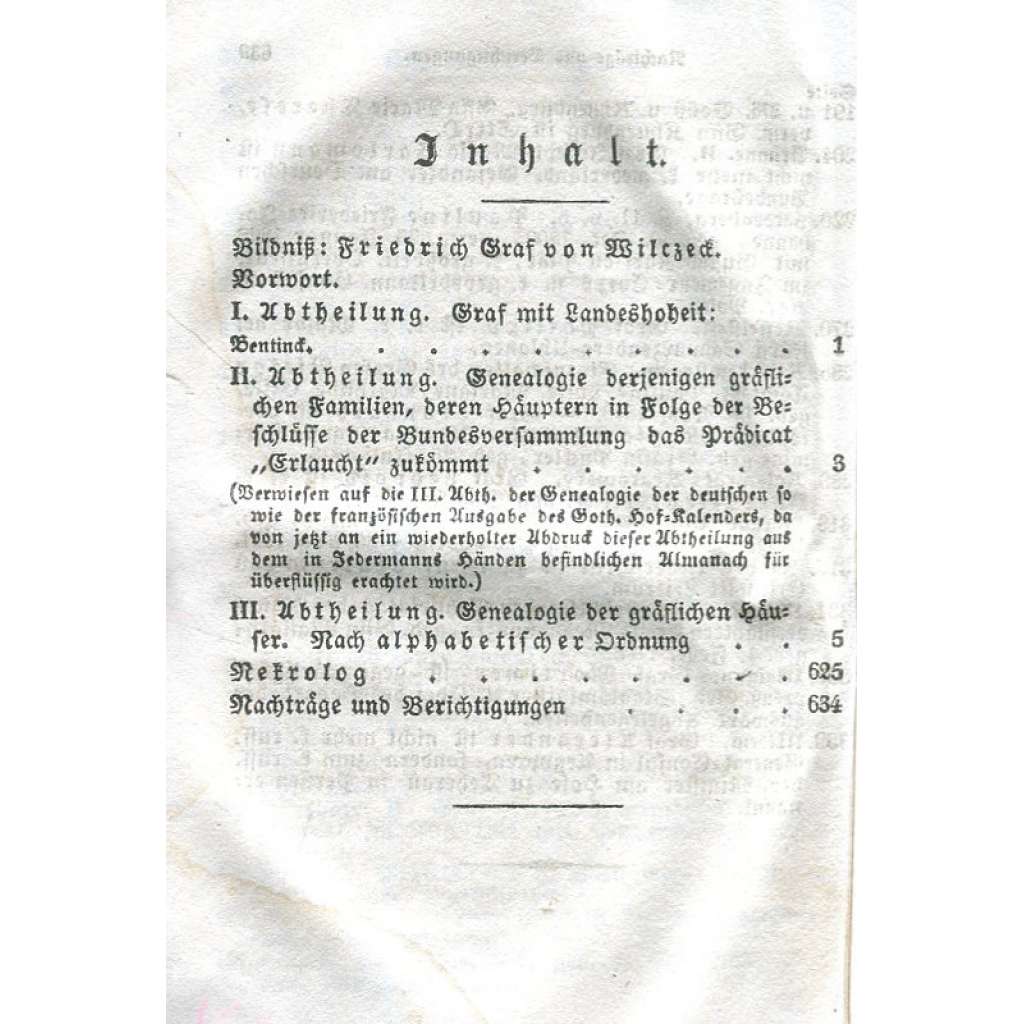 Inhalt.
Bildniß: Friedrich Graf von Wilczeck.
Vorwort.
I. Abtheilung. Graf mit Landeshoheit:
Bentinck. . . . . . . . . . 1
II. Abtheilung. Genealogie derjenigen gräfli=
chen Familien, deren Häuptern in Folge der Be=
schlüsse der Bundesversammlung das Prädicat
„Erlaucht" zukömmt . . . . . . 3
(Verwiesen auf die III. Abth. der Genealogie der deutschen so
wie der französischen Ausgabe des Goth. Hof=Kalenders, da
von jetzt an ein wiederholter Abdruck dieser Abtheilung aus
dem in Jedermanns Händen befindlichen Almanach für
überflüssig erachtet wird.)
III. Abtheilung. Genealogie der gräflichen Häu=
ser. Nach alphabetischer Ordnung . . 5
Nekrolog . . . . . . . 625
Nachträge und Berichtigungen . . . . 634